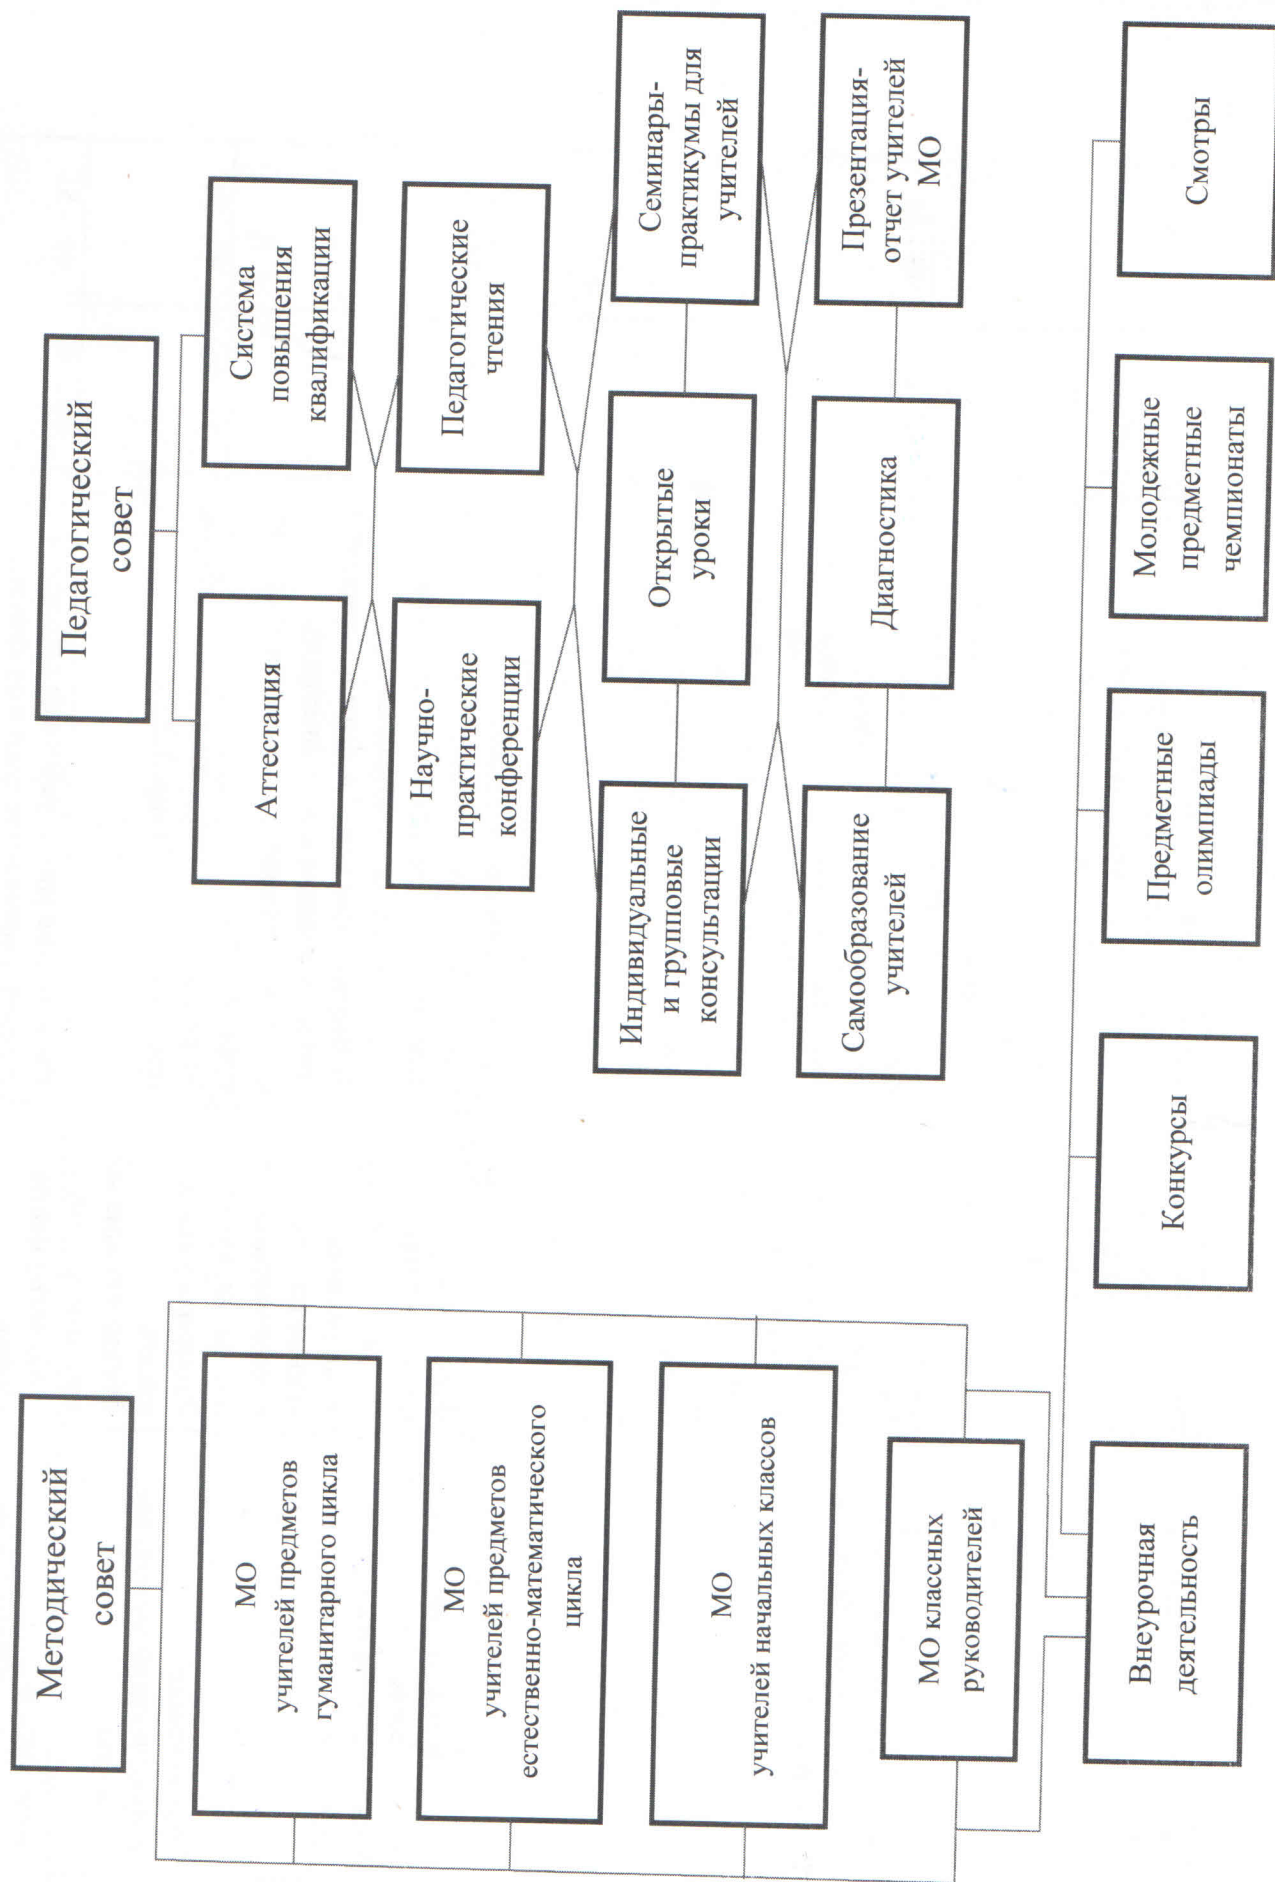 Методический
совет
МО
учителей предметов
гуманитарного цикла
МО
учителей предметов
естественно-математического
цикла
МО
учителей начальных классов
МО классных
руководителей
Внеурочная
деятельность
Педагогический
совет
Аттестация
Система
повышения
квалификации
Научно-
практические
конференции
Педагогические
чтения
Индивидуальные
и групповые
консультации
Открытые
уроки
Семинары-
практикумы для
учителей
Самообразование
учителей
Диагностика
Презентация-
отчет учителей
МО
Конкурсы
Предметные
олимпиады
Молодежные
предметные
чемпионаты
Смотры